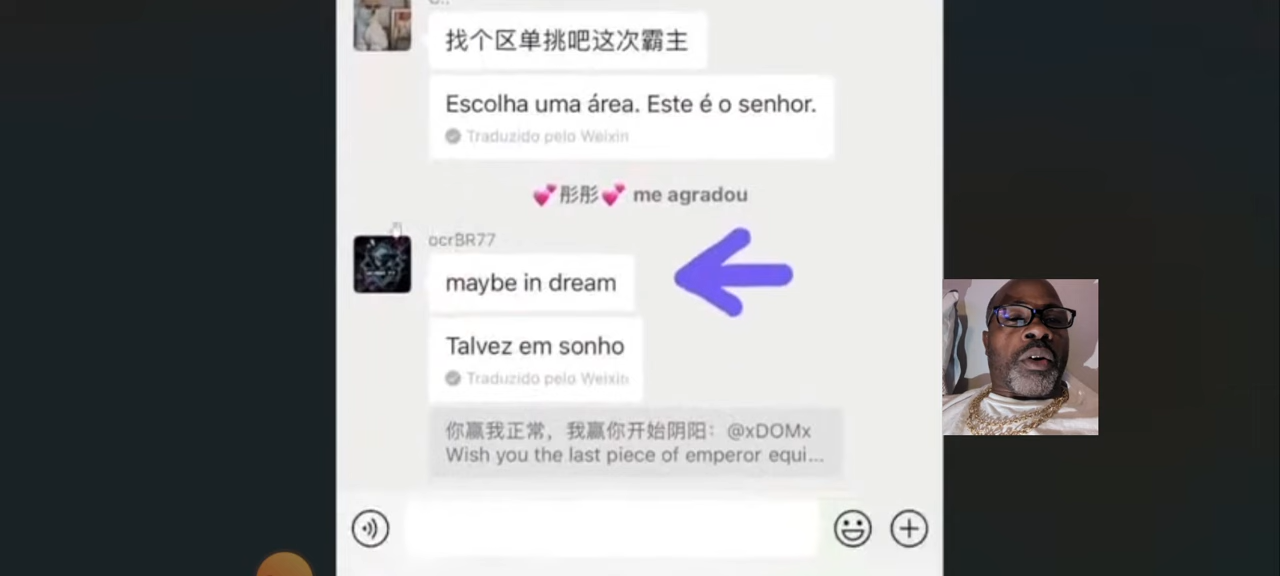 找个区单挑吧这次霸主
Escolha uma área. Este é o senhor.
Traduzido pelo Weixin
💕彤彤💕 me agradou
ocrBR77
maybe in dream
Talvez em sonho
Traduzido pelo Weixin
你赢我正常，我赢你开始阴阳：@xDOMx
Wish you the last piece of emperor equi...